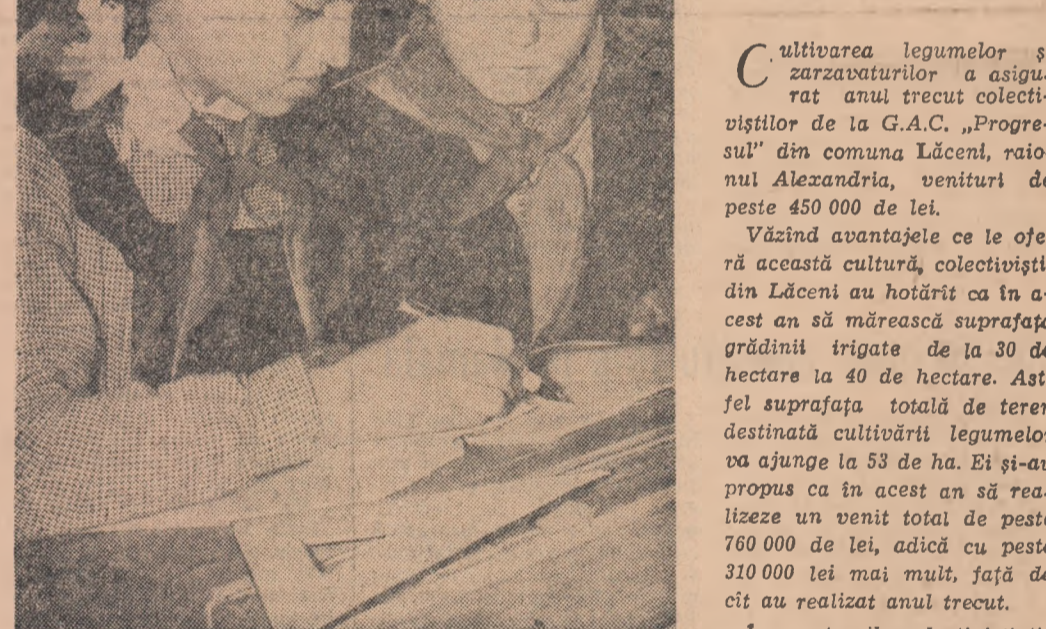 Cultivarea legumelor ș
zarzavaturilor a asigu-
rat anul trecut colecti-
viștilor de la G.A.C. „Progre-
sul” din comuna Lăceni, raio-
nul Alexandria, venituri de
peste 450 000 de lei.
Văzînd avantajele ce le ofe-
ră această cultură, colectiviști
din Lăceni au hotărît ca în a-
cest an să mărească suprafața
grădinii irigate de la 30 de
hectare la 40 de hectare. Ast-
fel suprafața totală de teren
destinată cultivării legumelor
va ajunge la 53 de ha. Ei și-au
propus ca în acest an să rea-
lizeze un venit total de peste
760 000 de lei, adică cu peste
310 000 lei mai mult, față de
cît au realizat anul trecut.